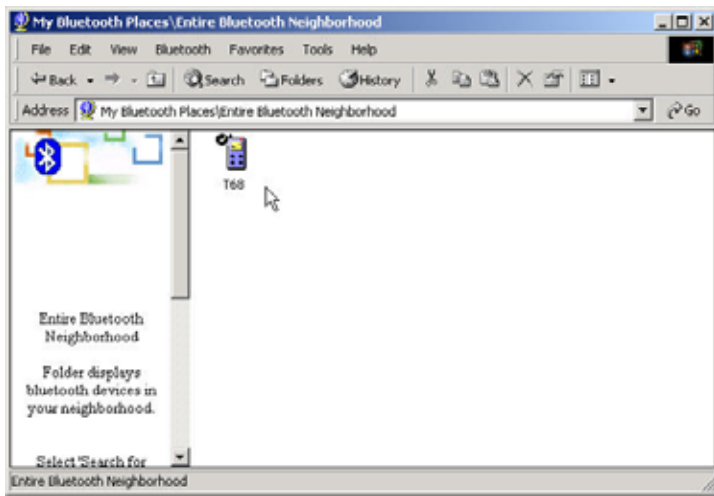 My Bluetooth Places\Entire Bluetooth Neighborhood
File Edit View Bluetooth Favorites Tools Help
Back Search Folders History
Address My Bluetooth Places\Entire Bluetooth Neighborhood Go
T68
Entire Bluetooth
Neighborhood
Folder displays
bluetooth devices in
your neighborhood.
Select 'Search for
Entire Bluetooth Neighborhood